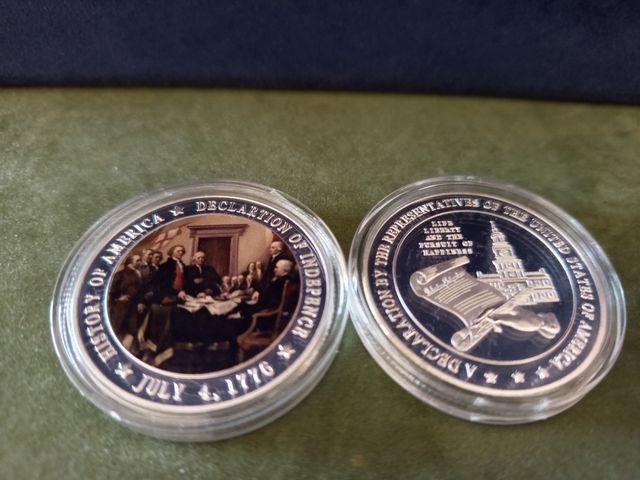 HISTORY OF AMERICA ★ DECLARTION OF INDEPENCE ★
JULY 4, 1776
A DECLARATION BY THE REPRESENTATIVES OF THE UNITED STATES OF AMERICA
LIFE
LIBERTY
AND THE
PURSUIT OF
HAPPINESS